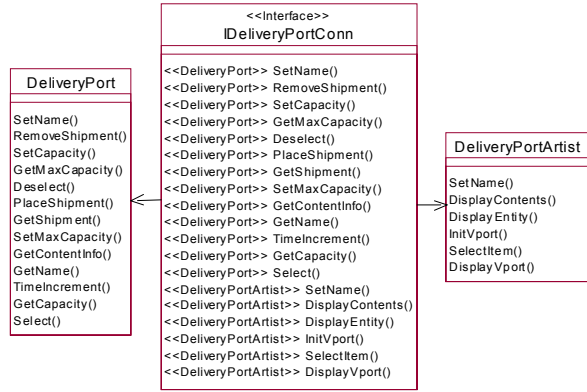 DeliveryPort
SetName()
RemoveShipment()
SetCapacity()
GetMaxCapacity()
Deselect()
PlaceShipment()
GetShipment()
SetMaxCapacity()
GetContentInfo()
GetName()
TimeIncrement()
GetCapacity()
Select()
<<Interface>>
IDeliveryPortConn
<<DeliveryPort>> SetName()
<<DeliveryPort>> RemoveShipment()
<<DeliveryPort>> SetCapacity()
<<DeliveryPort>> GetMaxCapacity()
<<DeliveryPort>> Deselect()
<<DeliveryPort>> PlaceShipment()
<<DeliveryPort>> GetShipment()
<<DeliveryPort>> SetMaxCapacity()
<<DeliveryPort>> GetContentInfo()
<<DeliveryPort>> GetName()
<<DeliveryPort>> TimeIncrement()
<<DeliveryPort>> GetCapacity()
<<DeliveryPort>> Select()
<<DeliveryPortArtist>> SetName()
<<DeliveryPortArtist>> DisplayContents()
<<DeliveryPortArtist>> DisplayEntity()
<<DeliveryPortArtist>> InitVport()
<<DeliveryPortArtist>> SelectItem()
<<DeliveryPortArtist>> DisplayVport()
DeliveryPortArtist
SetName()
DisplayContents()
DisplayEntity()
InitVport()
SelectItem()
DisplayVport()